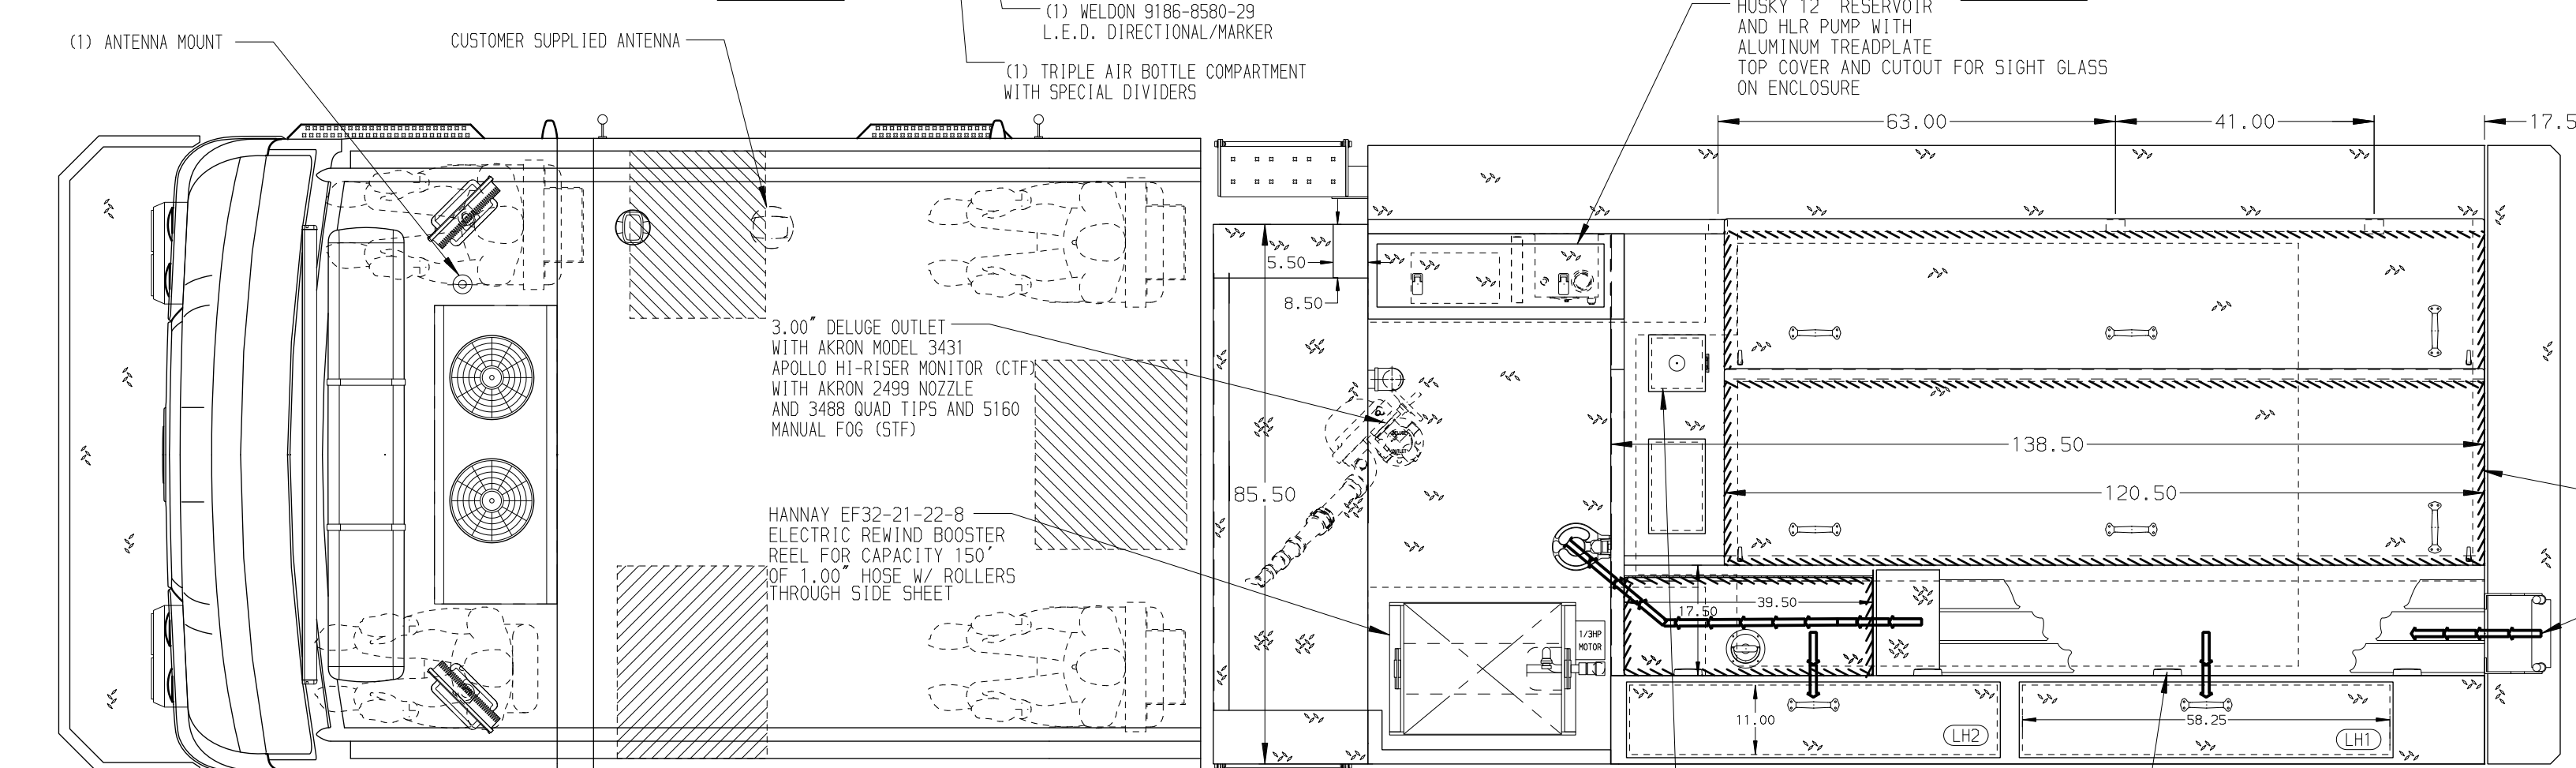 (1) WELDON 9186-8580-29
L.E.D. DIRECTIONAL/MARKER
(1) TRIPLE AIR BOTTLE COMPARTMENT
WITH SPECIAL DIVIDERS
(1) ANTENNA MOUNT
CUSTOMER SUPPLIED ANTENNA
HUSKY 12 RESERVOIR
AND HLR PUMP WITH
ALUMINUM TREADPLATE
TOP COVER AND CUTOUT FOR SIGHT GLASS
ON ENCLOSURE
63.00
41.00
17.5
5.50
8.50
3.00" DELUGE OUTLET
WITH AKRON MODEL 3431
APOLLO HI-RISER MONITOR (CTF)
WITH AKRON 2499 NOZZLE
AND 3488 QUAD TIPS AND 5160
MANUAL FOG (STF)
138.50
120.50
85.50
HANNAY EF32-21-22-8
ELECTRIC REWIND BOOSTER
REEL FOR CAPACITY 150'
OF 1.00" HOSE W/ ROLLERS
THROUGH SIDE SHEET
39.50
17.50
1/3HP
MOTOR
11.00
58.25
LH2
LH1